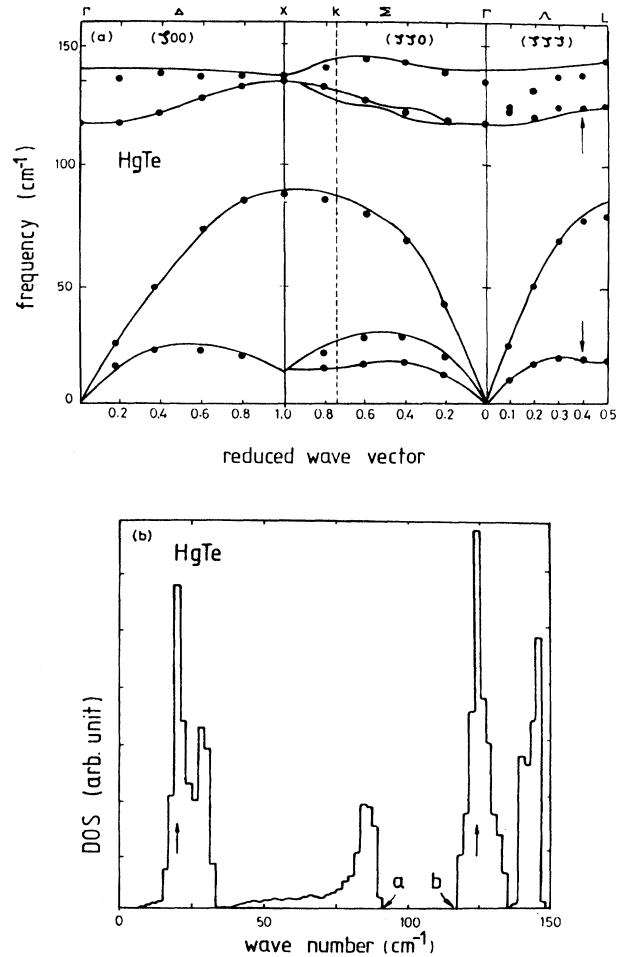 Γ Δ X K Σ Γ Λ L
(a) (ζ00) (ζζ0) (ζζζ)
150
HgTe
100
50
0
frequency (cm⁻¹)
0.2 0.4 0.6 0.8 1.0 0.8 0.6 0.4 0.2 0 0.1 0.2 0.3 0.4 0.5
reduced wave vector
(b)
HgTe
DOS (arb. unit)
a b
0 50 100 150
wave number (cm⁻¹)